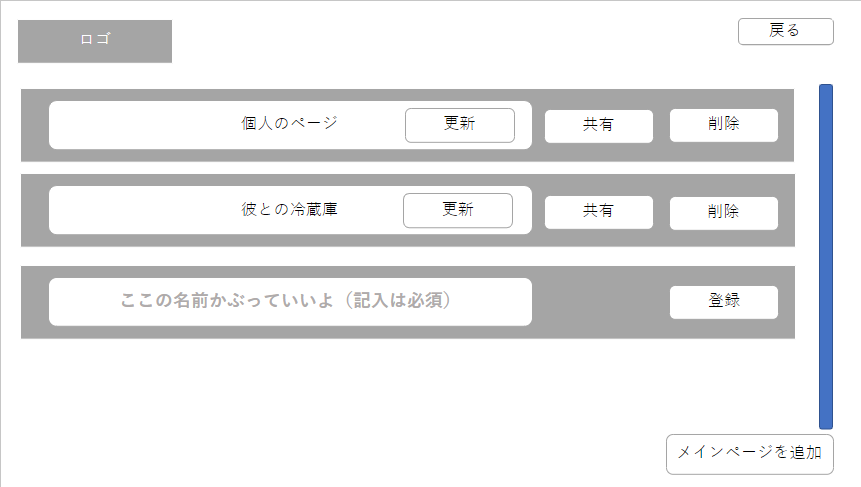 ロゴ
戻る
個人のページ 更新 共有 削除
彼との冷蔵庫 更新 共有 削除
ここの名前かぶっていいよ（記入は必須） 登録
メインページを追加